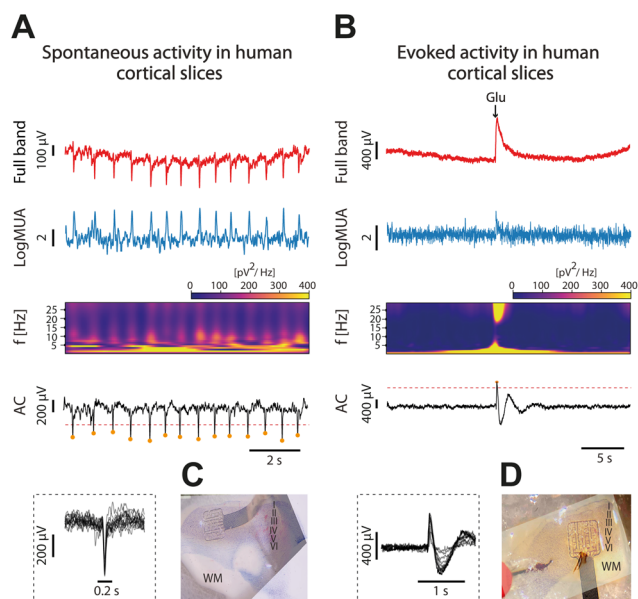 A
Spontaneous activity in human
cortical slices
Full band
100 µV
LogMUA
2
[pV²/ Hz]
0 100 200 300 400
f [Hz]
25
20
15
10
5
AC
200 µV
2 s
200 µV
0.2 s
C
I
II
III
IV
V
VI
WM
B
Evoked activity in human
cortical slices
Glu
Full band
400 µV
LogMUA
2
[pV²/ Hz]
0 100 200 300 400
f [Hz]
25
20
15
10
5
AC
400 µV
5 s
400 µV
1 s
D
I
II
III
IV
V
VI
WM